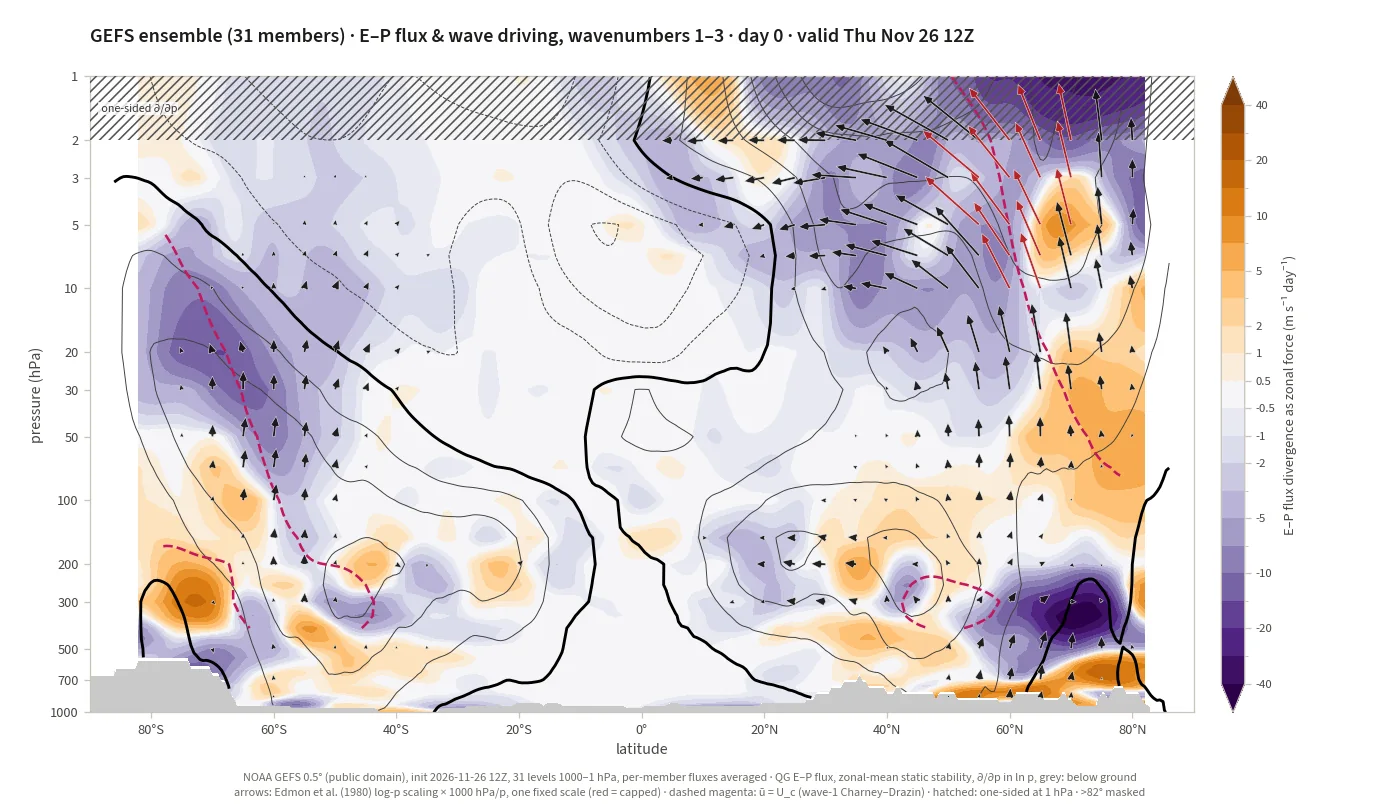 GEFS ensemble (31 members) · E–P flux & wave driving, wavenumbers 1–3 · day 0 · valid Thu Nov 26 12Z
one-sided ∂/∂p
1
2
3
5
10
20
30
50
100
200
300
500
700
1000
pressure (hPa)
80°S
60°S
40°S
20°S
0°
20°N
40°N
60°N
80°N
latitude
40
20
10
5
2
1
0.5
-0.5
-1
-2
-5
-10
-20
-40
E–P flux divergence as zonal force (m s⁻¹ day⁻¹)
NOAA GEFS 0.5° (public domain), init 2026-11-26 12Z, 31 levels 1000–1 hPa, per-member fluxes averaged · QG E–P flux, zonal-mean static stability, ∂/∂p in ln p, grey: below ground
arrows: Edmon et al. (1980) log-p scaling × 1000 hPa/p, one fixed scale (red = capped) · dashed magenta: ū = U_c (wave-1 Charney–Drazin) · hatched: one-sided at 1 hPa · >82° masked